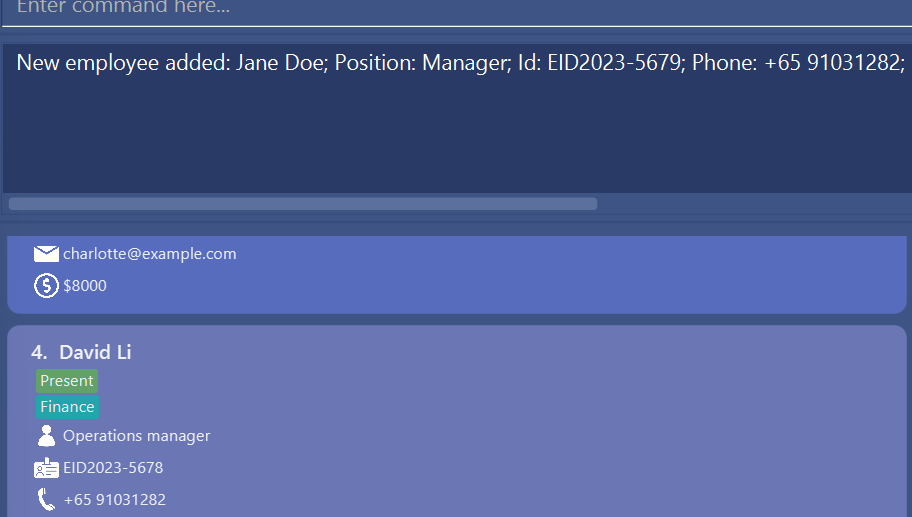 Enter command here...
New employee added: Jane Doe; Position: Manager; Id: EID2023-5679; Phone: +65 91031282;
charlotte@example.com
$8000
4. David Li
Present
Finance
Operations manager
EID2023-5678
+65 91031282